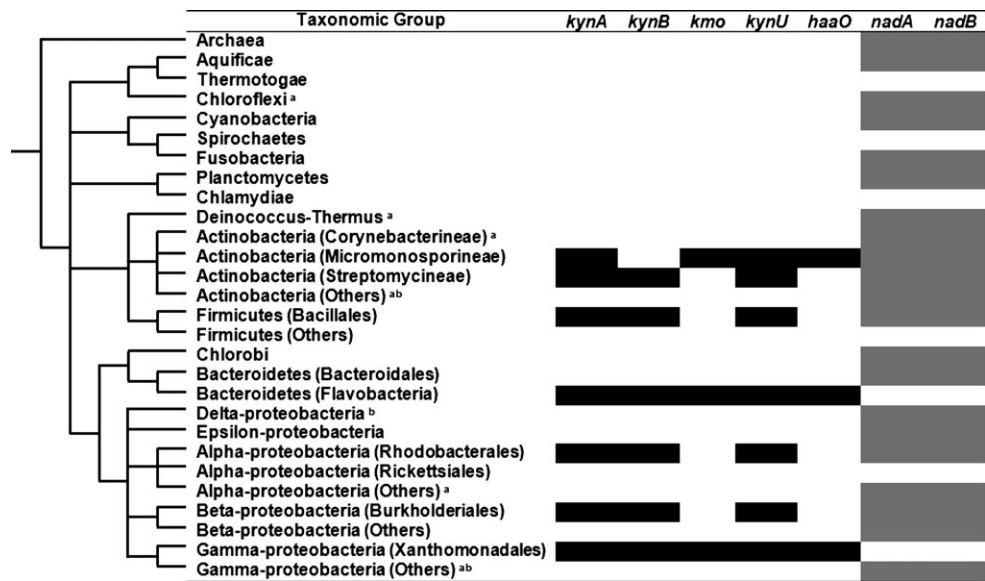 Taxonomic Group kynA kynB kmo kynU haaO nadA nadB
Archaea
Aquificae
Thermotogae
Chloroflexi ᵃ
Cyanobacteria
Spirochaetes
Fusobacteria
Planctomycetes
Chlamydiae
Deinococcus-Thermus ᵃ
Actinobacteria (Corynebacterineae) ᵃ
Actinobacteria (Micromonosporineae)
Actinobacteria (Streptomycineae)
Actinobacteria (Others) ᵃᵇ
Firmicutes (Bacillales)
Firmicutes (Others)
Chlorobi
Bacteroidetes (Bacteroidales)
Bacteroidetes (Flavobacteria)
Delta-proteobacteria ᵇ
Epsilon-proteobacteria
Alpha-proteobacteria (Rhodobacterales)
Alpha-proteobacteria (Rickettsiales)
Alpha-proteobacteria (Others) ᵃ
Beta-proteobacteria (Burkholderiales)
Beta-proteobacteria (Others)
Gamma-proteobacteria (Xanthomonadales)
Gamma-proteobacteria (Others) ᵃᵇ